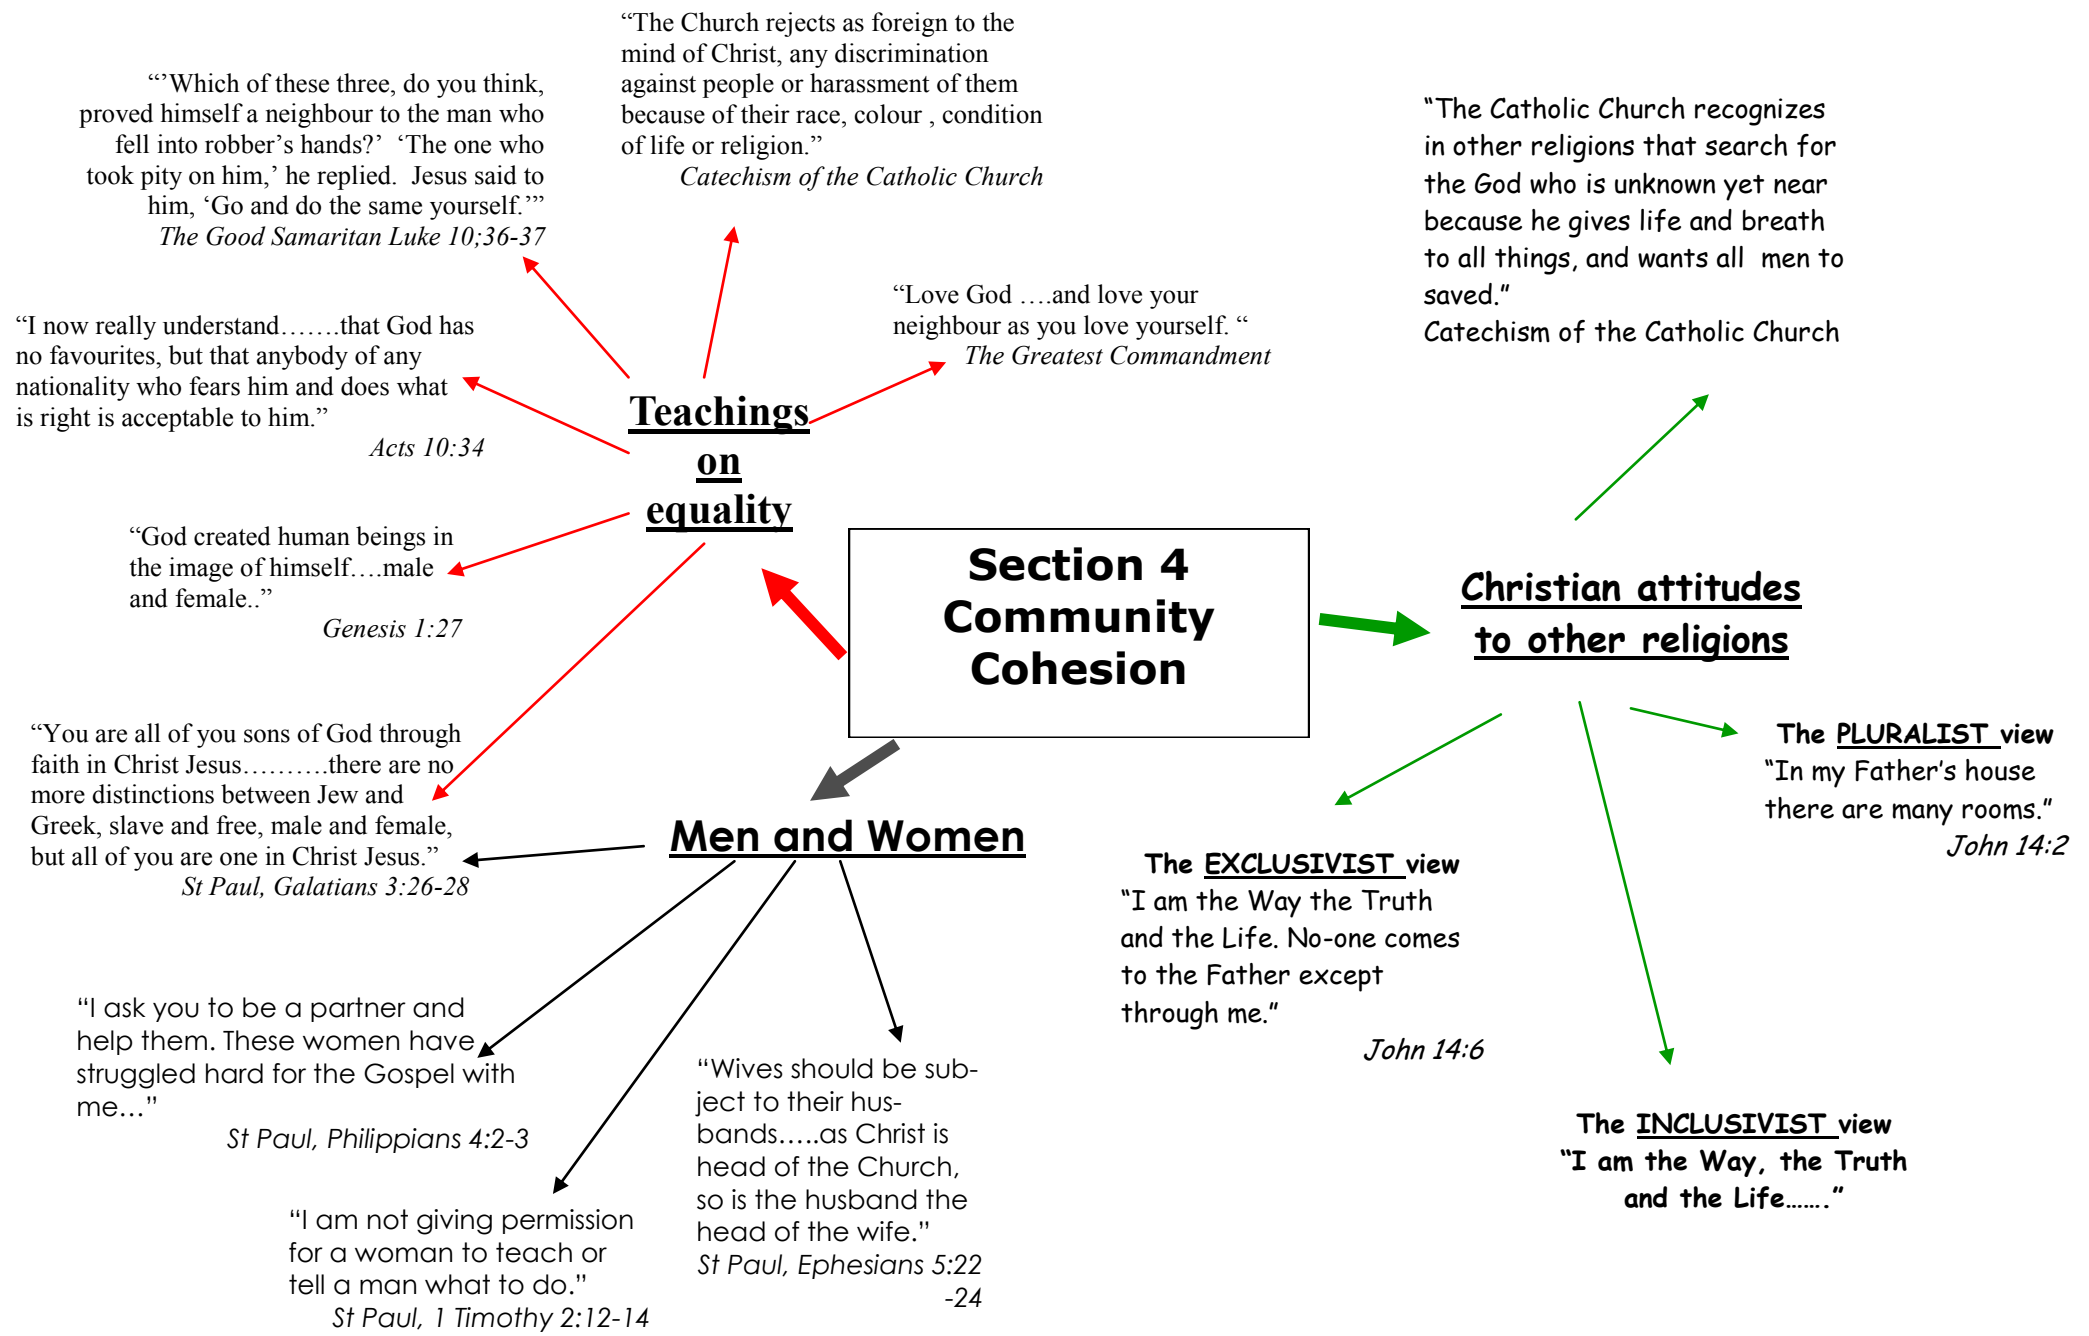 “The Church rejects as foreign to the
mind of Christ, any discrimination
against people or harassment of them
because of their race, colour , condition
of life or religion.”
Catechism of the Catholic Church
“’Which of these three, do you think,
proved himself a neighbour to the man who
fell into robber’s hands?’  ‘The one who
took pity on him,’ he replied.  Jesus said to
him, ‘Go and do the same yourself.’”
The Good Samaritan Luke 10;36-37
“Love God ….and love your
neighbour as you love yourself. “
The Greatest Commandment
“I now really understand…….that God has
no favourites, but that anybody of any
nationality who fears him and does what
is right is acceptable to him.”
Acts 10:34
Teachings
on
equality
“God created human beings in
the image of himself….male
and female..”
Genesis 1:27
“You are all of you sons of God through
faith in Christ Jesus……….there are no
more distinctions between Jew and
Greek, slave and free, male and female,
but all of you are one in Christ Jesus.”
St Paul, Galatians 3:26-28
Section 4
Community
Cohesion
Men and Women
“I ask you to be a partner and
help them. These women have
struggled hard for the Gospel with
me…”
St Paul, Philippians 4:2-3
“I am not giving permission
for a woman to teach or
tell a man what to do.”
St Paul, 1 Timothy 2:12-14
“Wives should be sub-
ject to their hus-
bands…..as Christ is
head of the Church,
so is the husband the
head of the wife.”
St Paul, Ephesians 5:22
-24
“The Catholic Church recognizes
in other religions that search for
the God who is unknown yet near
because he gives life and breath
to all things, and wants all  men to
saved.”
Catechism of the Catholic Church
Christian attitudes
to other religions
The PLURALIST view
“In my Father’s house
there are many rooms.”
John 14:2
The EXCLUSIVIST view
“I am the Way the Truth
and the Life. No-one comes
to the Father except
through me.”
John 14:6
The INCLUSIVIST view
“I am the Way, the Truth
and the Life…….”